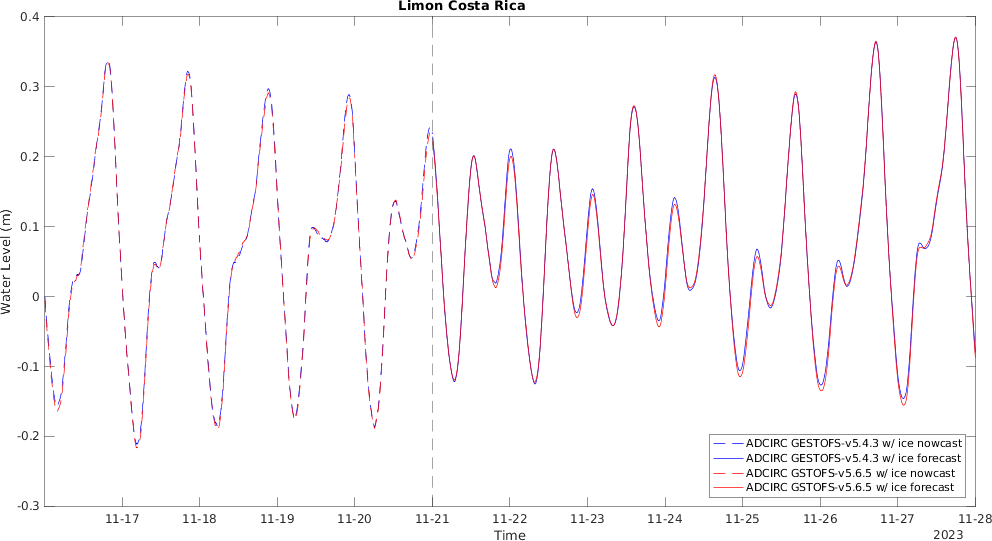 Limon Costa Rica
0.4
0.3
0.2
0.1
0
-0.1
-0.2
-0.3
Water Level (m)
ADCIRC GESTOFS-v5.4.3 w/ ice nowcast
ADCIRC GESTOFS-v5.4.3 w/ ice forecast
ADCIRC GSTOFS-v5.6.5 w/ ice nowcast
ADCIRC GSTOFS-v5.6.5 w/ ice forecast
11-17 11-18 11-19 11-20 11-21 11-22 11-23 11-24 11-25 11-26 11-27 11-28
Time
2023